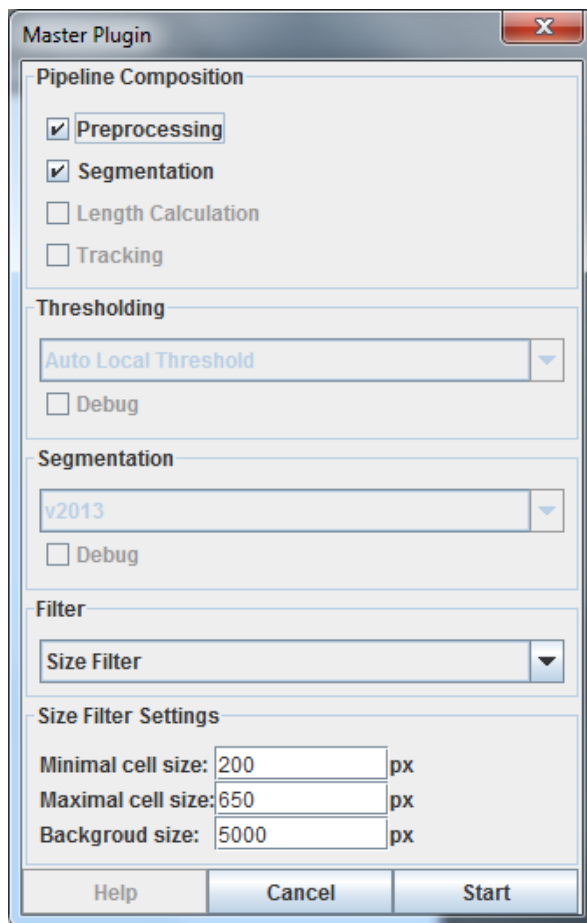 Master Plugin
Pipeline Composition
Preprocessing
Segmentation
Length Calculation
Tracking
Thresholding
Auto Local Threshold
Debug
Segmentation
v2013
Debug
Filter
Size Filter
Size Filter Settings
Minimal cell size: 200 px
Maximal cell size: 650 px
Backgroud size: 5000 px
Help Cancel Start